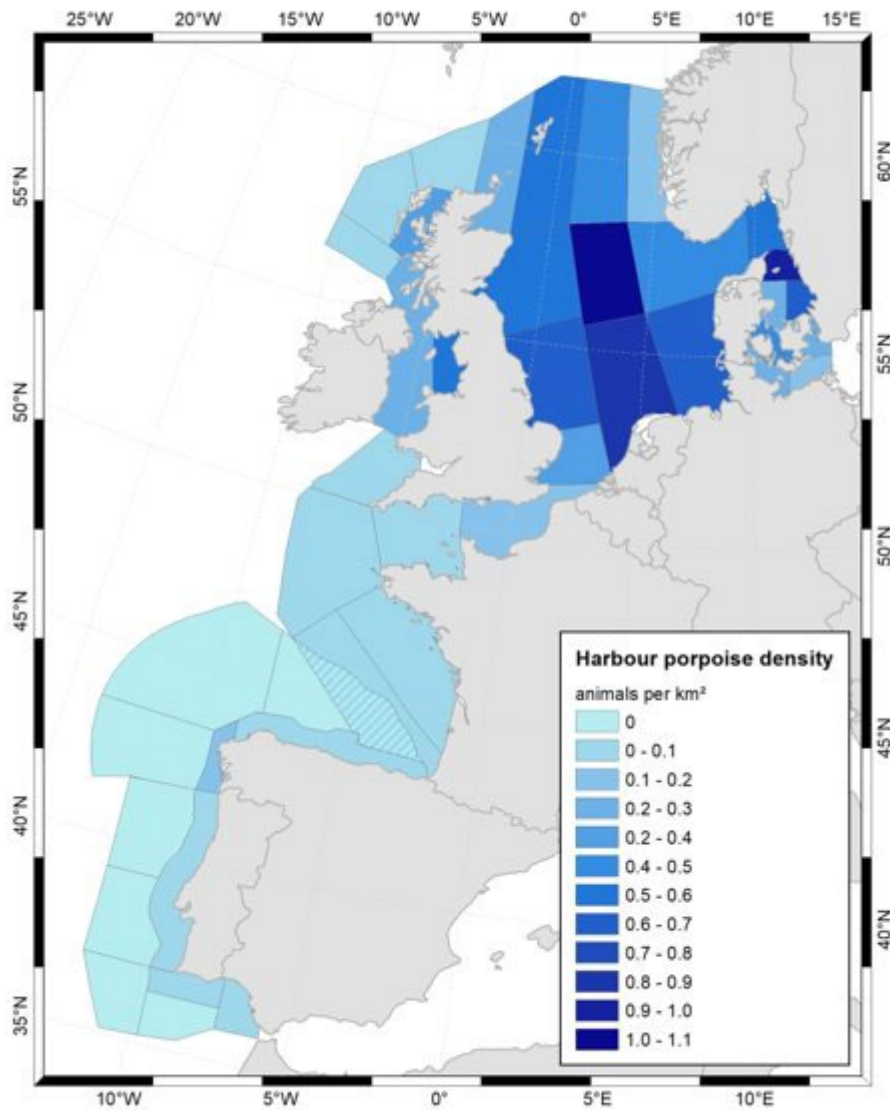 25°W 20°W 15°W 10°W 5°W 0° 5°E 10°E 15°E
55°N
50°N
45°N
40°N
35°N
60°N
55°N
50°N
45°N
40°N
Harbour porpoise density
animals per km²
0
0 - 0.1
0.1 - 0.2
0.2 - 0.3
0.2 - 0.4
0.4 - 0.5
0.5 - 0.6
0.6 - 0.7
0.7 - 0.8
0.8 - 0.9
0.9 - 1.0
1.0 - 1.1
10°W 5°W 0° 5°E 10°E